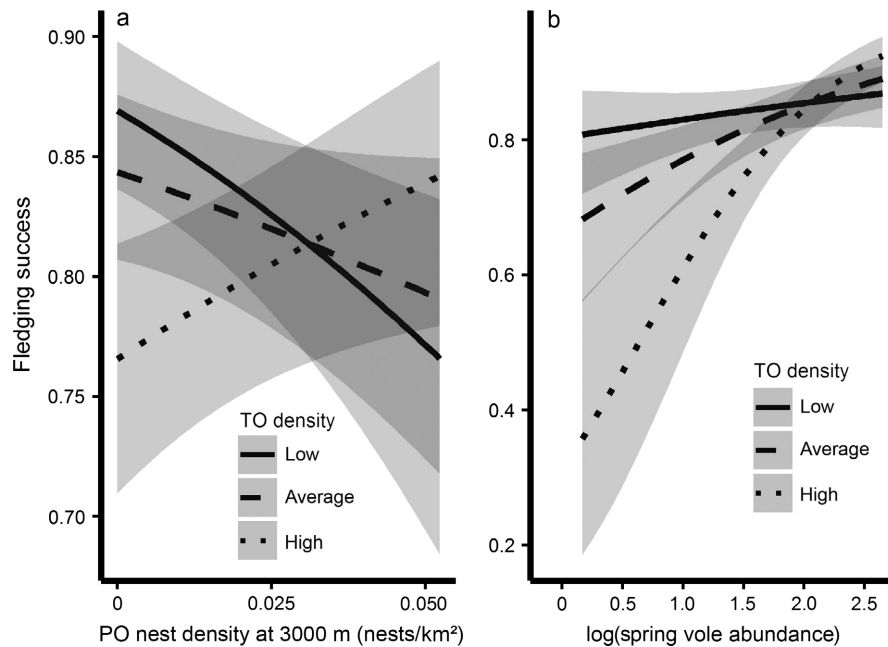 a
b
0.90
0.85
0.80
0.75
0.70
Fledging success
TO density
Low
Average
High
0
0.025
0.050
PO nest density at 3000 m (nests/km²)
0.8
0.6
0.4
0.2
TO density
Low
Average
High
0
0.5
1.0
1.5
2.0
2.5
log(spring vole abundance)